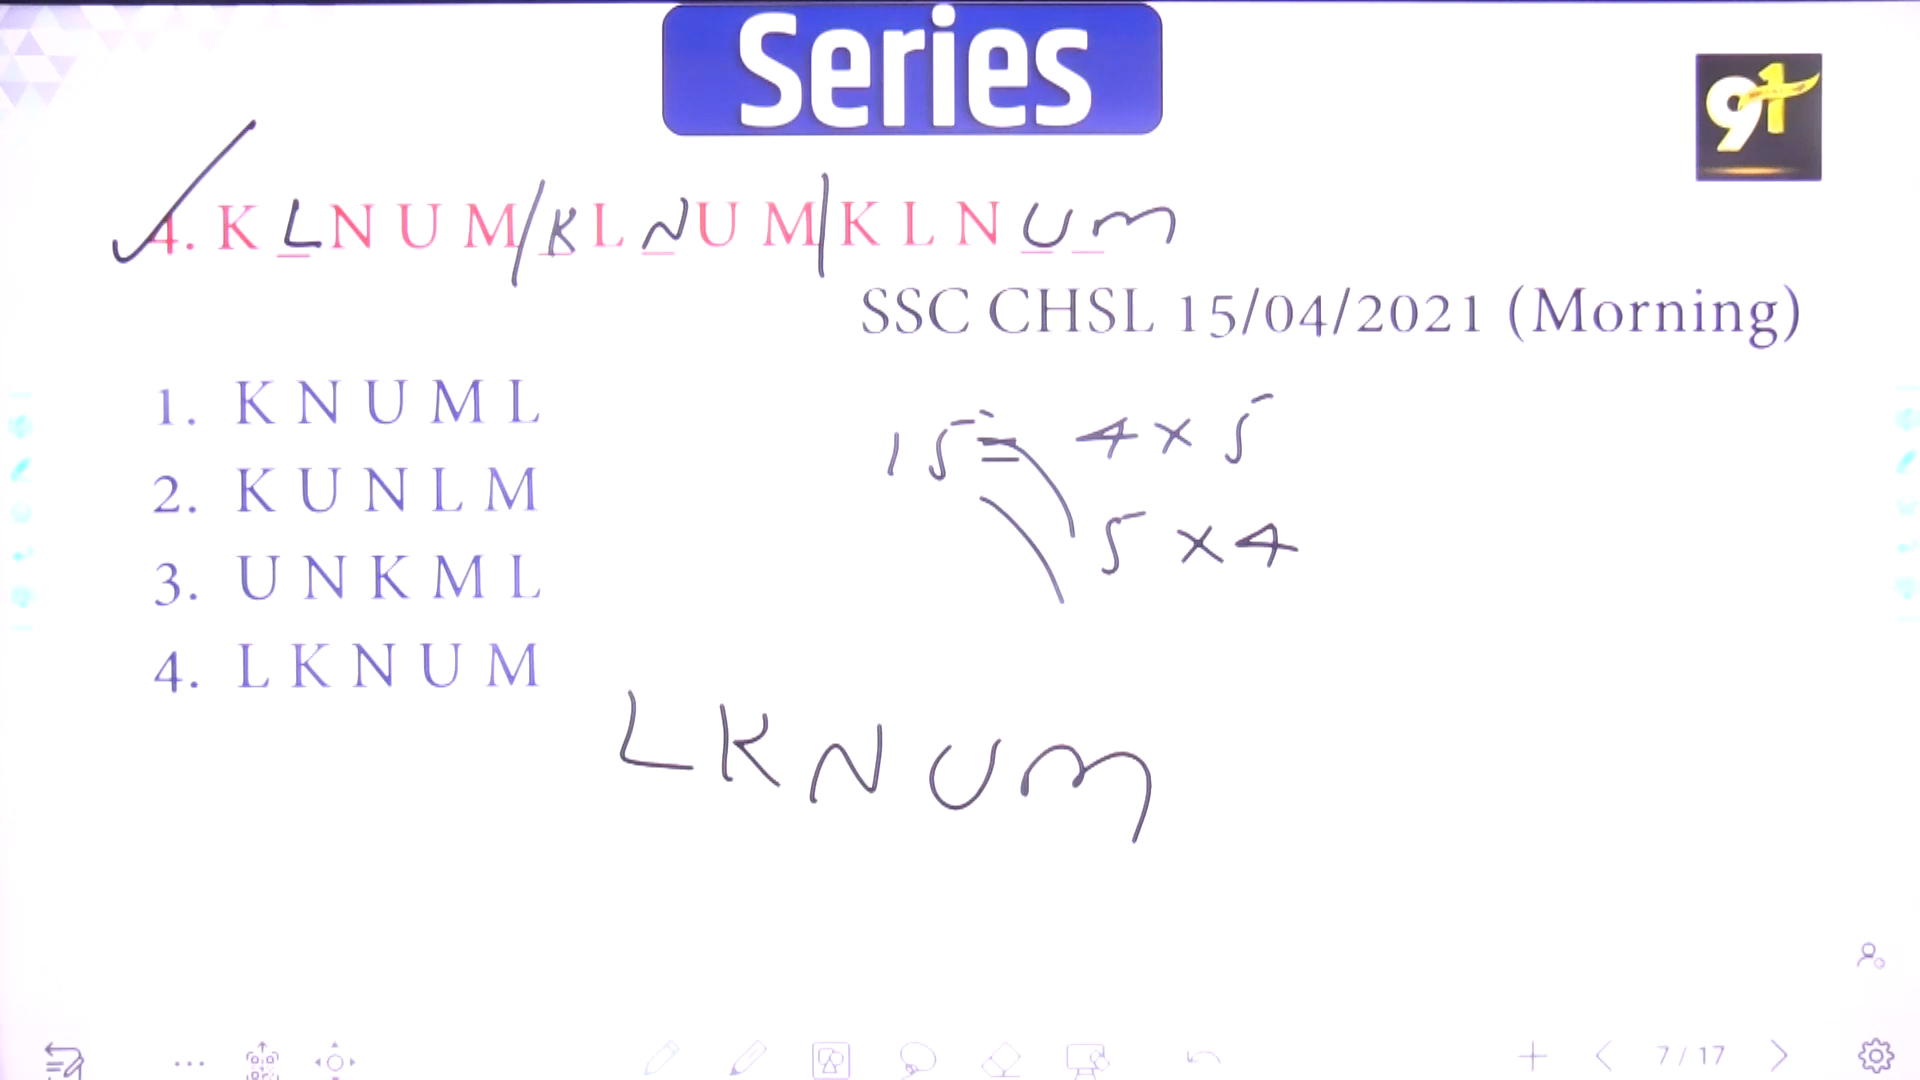 Series
91
4. K L N U M / K L N U M | K L N U M
SSC CHSL 15/04/2021 (Morning)
1. K N U M L
2. K U N L M
3. U N K M L
4. L K N U M
15 = 4 × 5
5 × 4
L K N U M
7 / 17